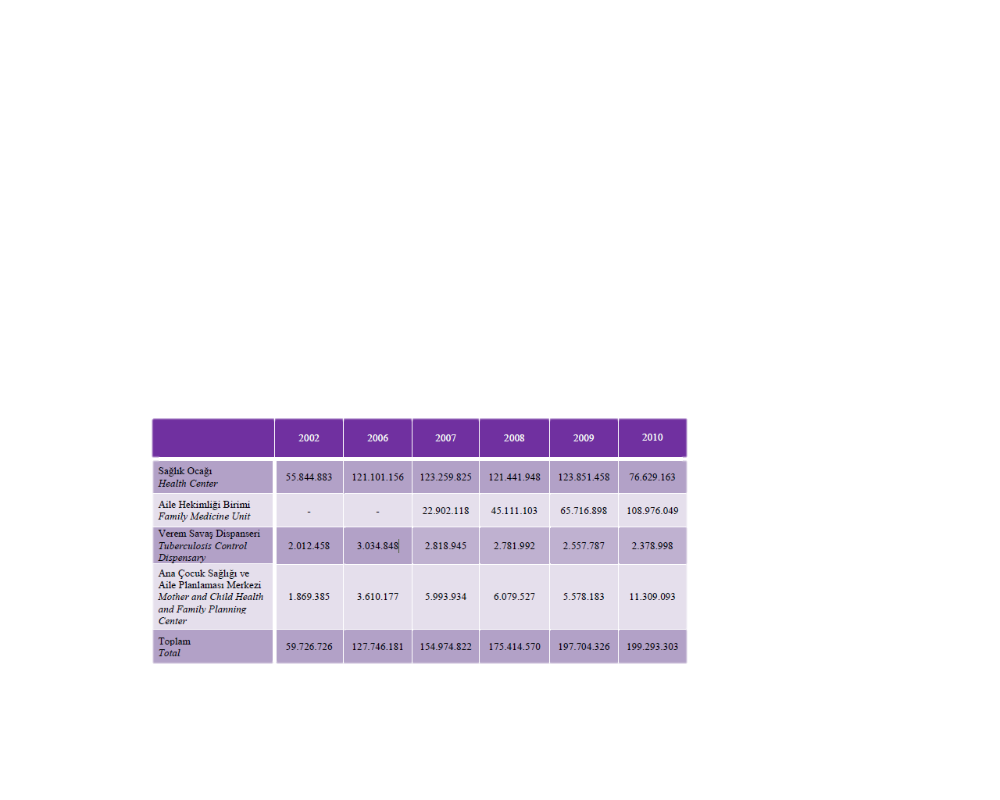 2002 2006 2007 2008 2009 2010
Sağlık Ocağı
Health Center
55.844.883 121.101.156 123.259.825 121.441.948 123.851.458 76.629.163
Aile Hekimliği Birimi
Family Medicine Unit
- - 22.902.118 45.111.103 65.716.898 108.976.049
Verem Savaş Dispanseri
Tuberculosis Control
Dispensary
2.012.458 3.034.848 2.818.945 2.781.992 2.557.787 2.378.998
Ana Çocuk Sağlığı ve
Aile Planlaması Merkezi
Mother and Child Health
and Family Planning
Center
1.869.385 3.610.177 5.993.934 6.079.527 5.578.183 11.309.093
Toplam
Total
59.726.726 127.746.181 154.974.822 175.414.570 197.704.326 199.293.303